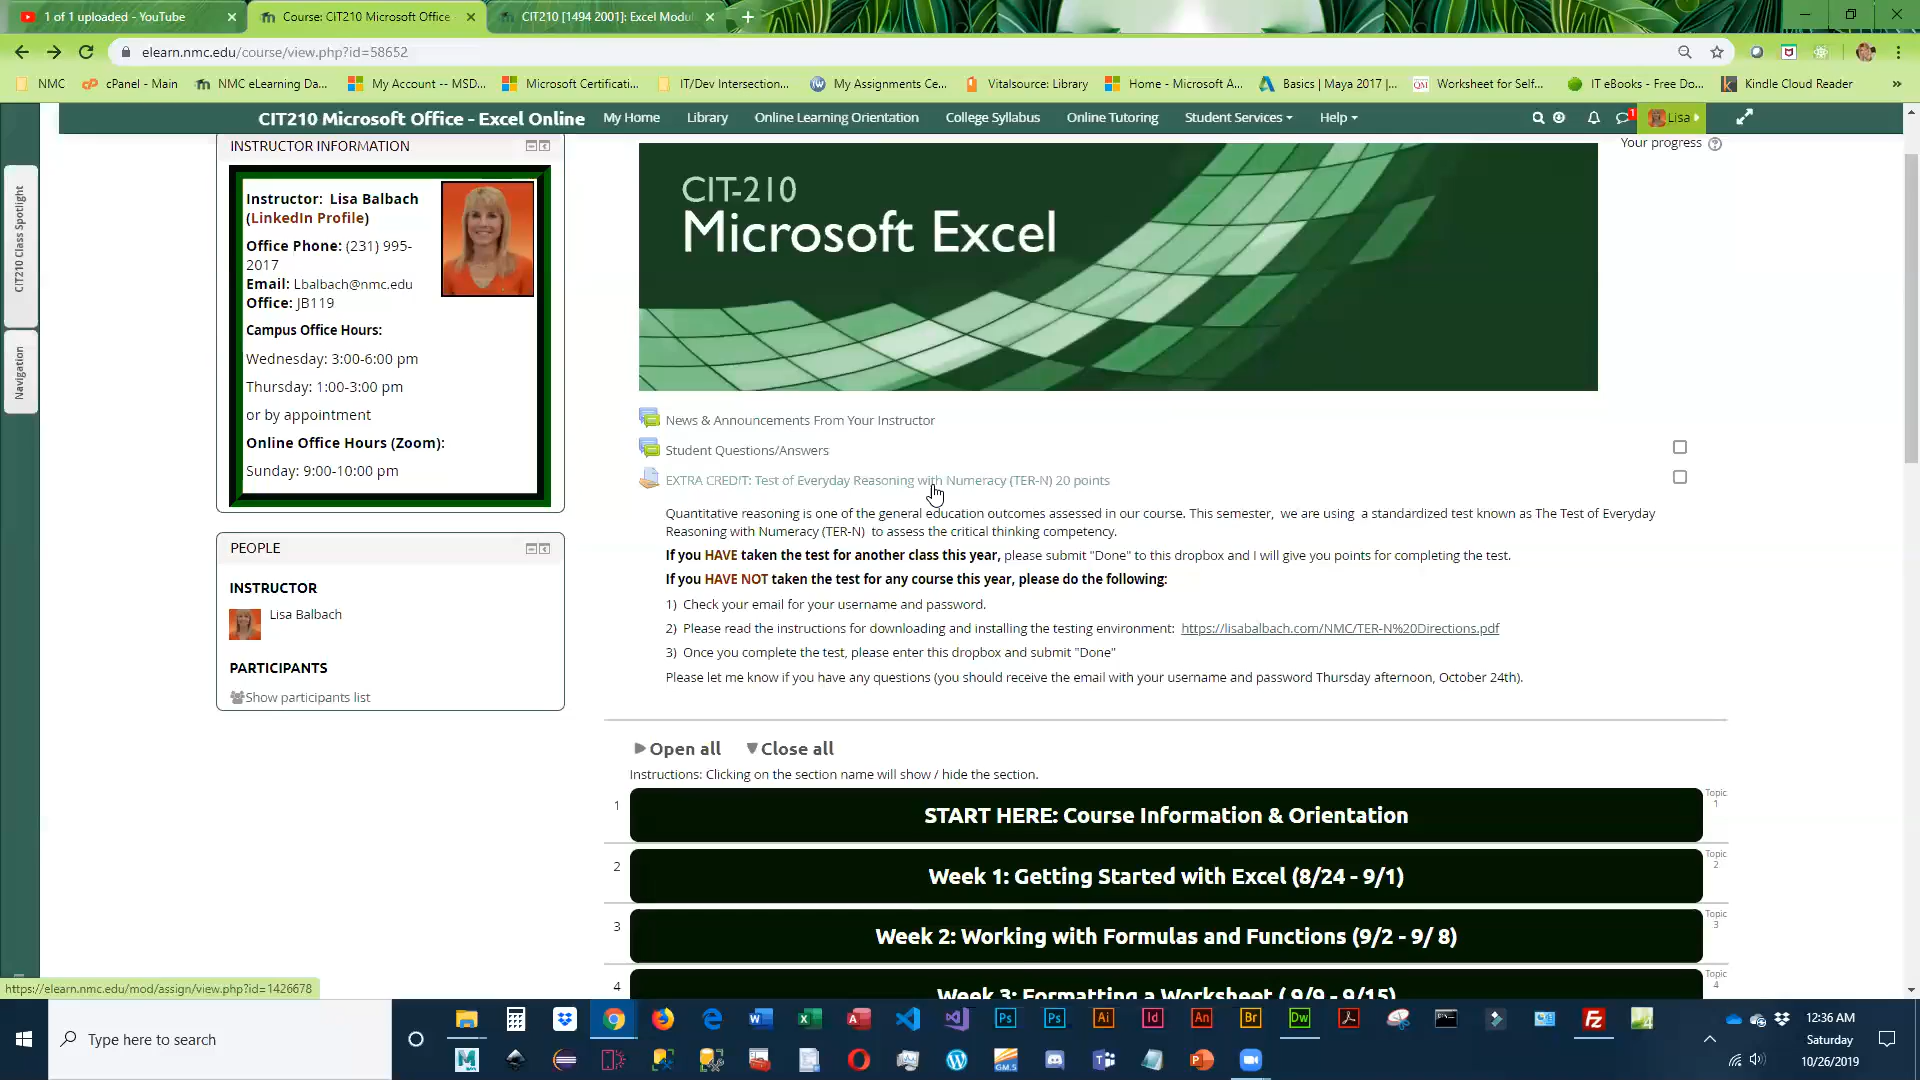 1 of 1 uploaded - YouTube
Course: CIT210 Microsoft Office
CIT210 [1494 2001]: Excel Modul
elearn.nmc.edu/course/view.php?id=58652
NMC
cPanel - Main
NMC eLearning Da...
My Account -- MSD...
Microsoft Certificati...
IT/Dev Intersection...
My Assignments Ce...
Vitalsource: Library
Home - Microsoft A...
Basics | Maya 2017 |...
Worksheet for Self...
IT eBooks - Free Do...
Kindle Cloud Reader
CIT210 Microsoft Office - Excel Online
My Home
Library
Online Learning Orientation
College Syllabus
Online Tutoring
Student Services
Help
1
Lisa
CIT210 Class Spotlight
Navigation
INSTRUCTOR INFORMATION
Instructor: Lisa Balbach
(LinkedIn Profile)
Office Phone: (231) 995-
2017
Email: Lbalbach@nmc.edu
Office: JB119
Campus Office Hours:
Wednesday: 3:00-6:00 pm
Thursday: 1:00-3:00 pm
or by appointment
Online Office Hours (Zoom):
Sunday: 9:00-10:00 pm
PEOPLE
INSTRUCTOR
Lisa Balbach
PARTICIPANTS
Show participants list
Your progress
CIT-210
Microsoft Excel
News & Announcements From Your Instructor
Student Questions/Answers
EXTRA CREDIT: Test of Everyday Reasoning with Numeracy (TER-N) 20 points
Quantitative reasoning is one of the general education outcomes assessed in our course. This semester, we are using a standardized test known as The Test of Everyday
Reasoning with Numeracy (TER-N) to assess the critical thinking competency.
If you HAVE taken the test for another class this year, please submit "Done" to this dropbox and I will give you points for completing the test.
If you HAVE NOT taken the test for any course this year, please do the following:
1) Check your email for your username and password.
2) Please read the instructions for downloading and installing the testing environment: https://lisabalbach.com/NMC/TER-N%20Directions.pdf
3) Once you complete the test, please enter this dropbox and submit "Done"
Please let me know if you have any questions (you should receive the email with your username and password Thursday afternoon, October 24th).
Open all
Close all
Instructions: Clicking on the section name will show / hide the section.
1
START HERE: Course Information & Orientation
Topic
1
2
Week 1: Getting Started with Excel (8/24 - 9/1)
Topic
2
3
Week 2: Working with Formulas and Functions (9/2 - 9/ 8)
Topic
3
4
Week 3: Formatting a Worksheet ( 9/9 - 9/15)
Topic
4
https://elearn.nmc.edu/mod/assign/view.php?id=1426678
Type here to search
12:36 AM
Saturday
10/26/2019